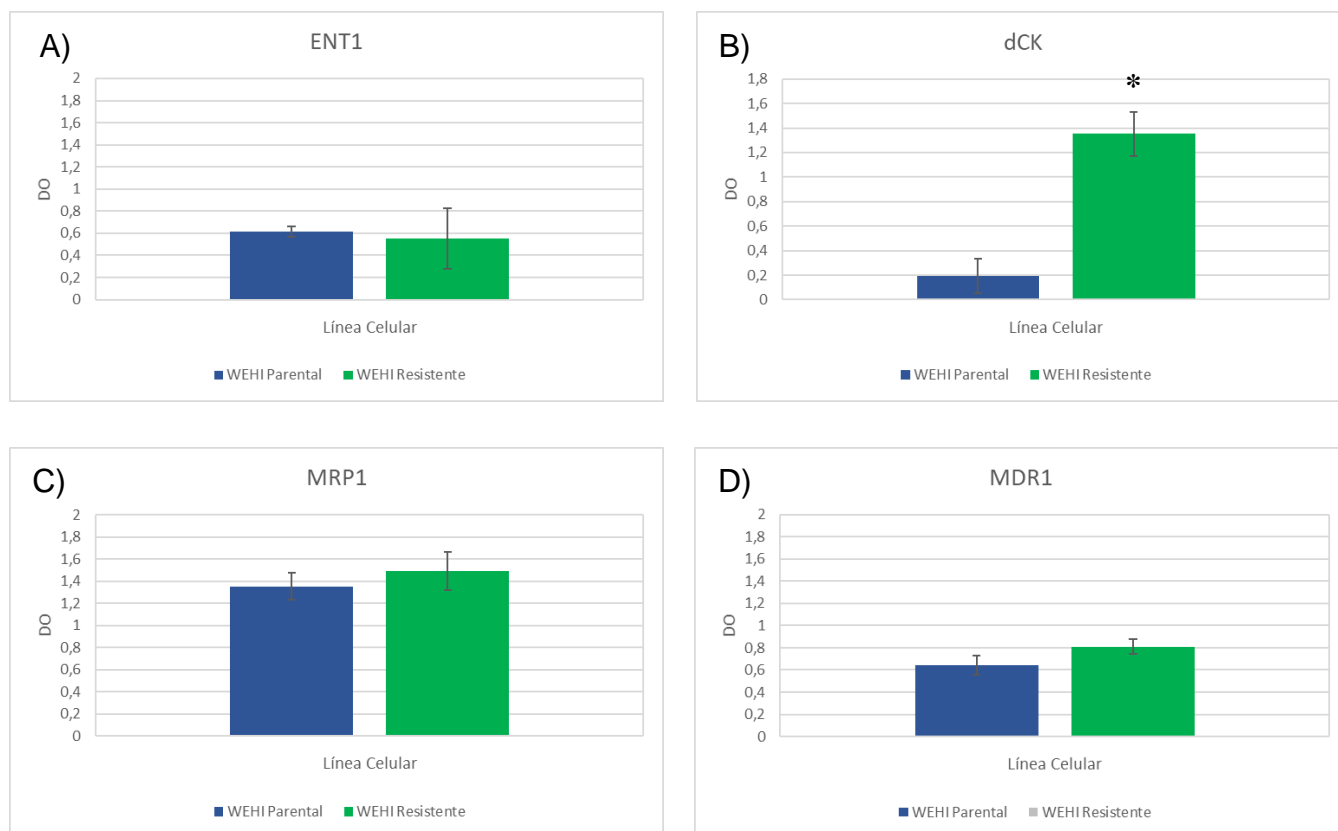 A)
ENT1
2
1,8
1,6
1,4
1,2
1
0,8
0,6
0,4
0,2
0
DO
Línea Celular
WEHI Parental WEHI Resistente
B)
dCK
1,8
1,6
1,4
1,2
1
0,8
0,6
0,4
0,2
0
DO
*
Línea Celular
WEHI Parental WEHI Resistente
C)
MRP1
2
1,8
1,6
1,4
1,2
1
0,8
0,6
0,4
0,2
0
DO
Línea Celular
WEHI Parental WEHI Resistente
D)
MDR1
2
1,8
1,6
1,4
1,2
1
0,8
0,6
0,4
0,2
0
DO
Línea Celular
WEHI Parental WEHI Resistente